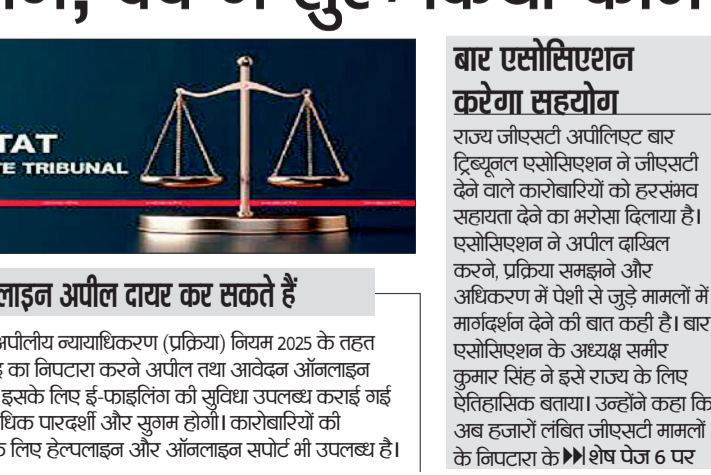 TAT
E TRIBUNAL
लाइन अपील दायर कर सकते हैं
अपीलीय न्यायाधिकरण (प्रक्रिया) नियम 2025 के तहत
का निपटारा करने अपील तथा आवेदन ऑनलाइन
इसके लिए ई-फाइलिंग की सुविधा उपलब्ध कराई गई
धिक पारदर्शी और सुगम होगी। कारोबारियों की
के लिए हेल्पलाइन और ऑनलाइन सपोर्ट भी उपलब्ध है।
बार एसोसिएशन
करेगा सहयोग
राज्य जीएसटी अपीलिएट बार
ट्रिब्यूनल एसोसिएशन ने जीएसटी
देने वाले कारोबारियों को हरसंभव
सहायता देने का भरोसा दिलाया है।
एसोसिएशन ने अपील दाखिल
करने, प्रक्रिया समझने और
अधिकरण में पेशी से जुड़े मामलों में
मार्गदर्शन देने की बात कही है। बार
एसोसिएशन के अध्यक्ष समीर
कुमार सिंह ने इसे राज्य के लिए
ऐतिहासिक बताया। उन्होंने कहा कि
अब हजारों लंबित जीएसटी मामलों
के निपटारा के ▶▶। शेष पेज 6 पर